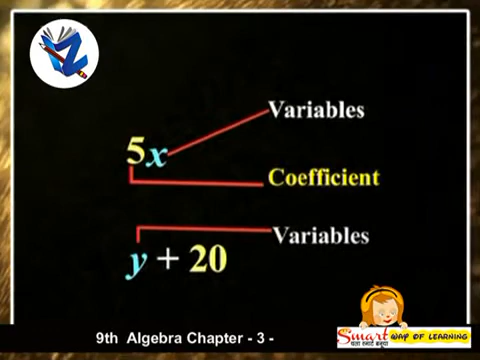 Z
Variables
5x
Coefficient
Variables
y + 20
9th Algebra Chapter - 3 -
Smart WAY OF LEARNING